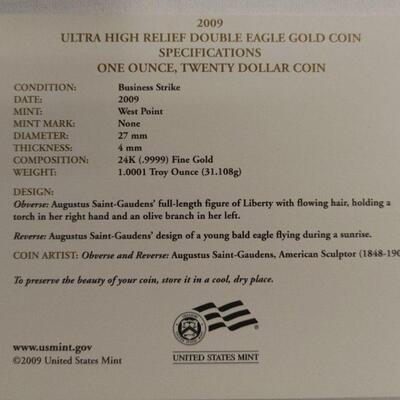 2009
ULTRA HIGH RELIEF DOUBLE EAGLE GOLD COIN
SPECIFICATIONS
ONE OUNCE, TWENTY DOLLAR COIN
CONDITION: Business Strike
DATE: 2009
MINT: West Point
MINT MARK: None
DIAMETER: 27 mm
THICKNESS: 4 mm
COMPOSITION: 24K (.9999) Fine Gold
WEIGHT: 1.0001 Troy Ounce (31.108g)
DESIGN:
Obverse: Augustus Saint-Gaudens' full-length figure of Liberty with flowing hair, holding a
torch in her right hand and an olive branch in her left.
Reverse: Augustus Saint-Gaudens' design of a young bald eagle flying during a sunrise.
COIN ARTIST: Obverse and Reverse: Augustus Saint-Gaudens, American Sculptor (1848-190
To preserve the beauty of your coin, store it in a cool, dry place.
www.usmint.gov
©2009 United States Mint
UNITED STATES MINT